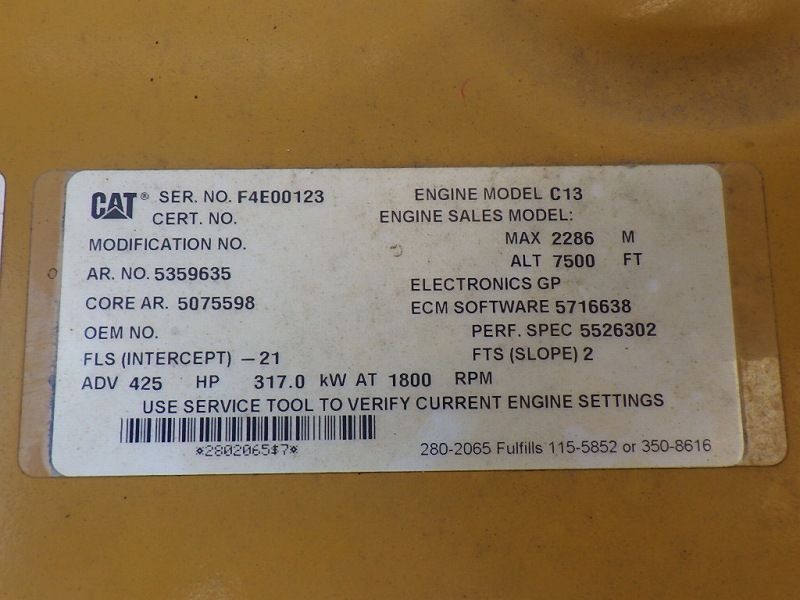 CAT® SER. NO. F4E00123 ENGINE MODEL C13
CERT. NO. ENGINE SALES MODEL:
MODIFICATION NO. MAX 2286 M
AR. NO. 5359635 ALT 7500 FT
ELECTRONICS GP
CORE AR. 5075598 ECM SOFTWARE 5716638
OEM NO. PERF. SPEC 5526302
FLS (INTERCEPT) -21 FTS (SLOPE) 2
ADV 425 HP 317.0 kW AT 1800 RPM
USE SERVICE TOOL TO VERIFY CURRENT ENGINE SETTINGS
*2802065$7* 280-2065 Fulfills 115-5852 or 350-8616